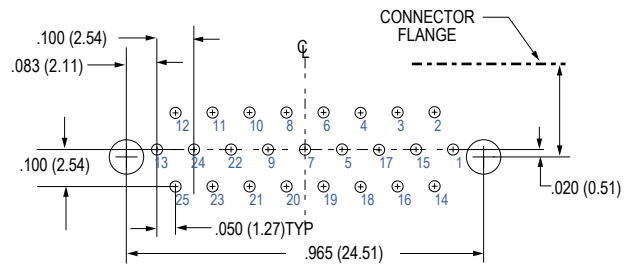 CONNECTOR
FLANGE
.100 (2.54)
℄
.083 (2.11)
12 11 10 8 6 4 3 2
13 24 22 9 7 5 17 15 1
.100 (2.54)
.020 (0.51)
25 23 21 20 19 18 16 14
.050 (1.27)TYP
.965 (24.51)